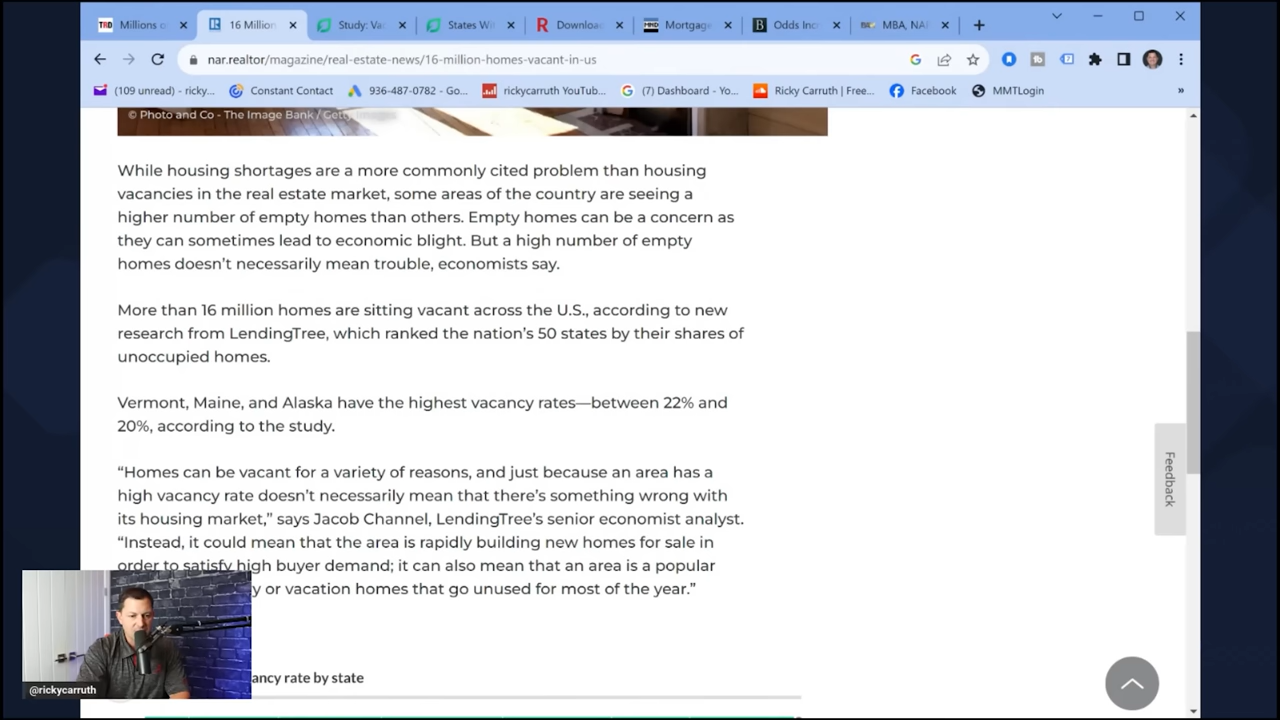 Millions o
16 Million
Study: Va
States Wi
Downloa
MND
Mortgage
B
Odds Inc
MBA, NA
nar.realtor/magazine/real-estate-news/16-million-homes-vacant-in-us
(109 unread) - ricky...
Constant Contact
936-487-0782 – Go...
rickycarruth YouTub...
(7) Dashboard - Yo...
Ricky Carruth | Free...
Facebook
MMTLogin
»
© Photo and Co - The Image Bank / Getty Images
While housing shortages are a more commonly cited problem than housing
vacancies in the real estate market, some areas of the country are seeing a
higher number of empty homes than others. Empty homes can be a concern as
they can sometimes lead to economic blight. But a high number of empty
homes doesn’t necessarily mean trouble, economists say.
More than 16 million homes are sitting vacant across the U.S., according to new
research from LendingTree, which ranked the nation’s 50 states by their shares of
unoccupied homes.
Vermont, Maine, and Alaska have the highest vacancy rates—between 22% and
20%, according to the study.
“Homes can be vacant for a variety of reasons, and just because an area has a
high vacancy rate doesn’t necessarily mean that there’s something wrong with
its housing market,” says Jacob Channel, LendingTree’s senior economist analyst.
“Instead, it could mean that the area is rapidly building new homes for sale in
order to satisfy high buyer demand; it can also mean that an area is a popular
y or vacation homes that go unused for most of the year.”
ancy rate by state
Feedback
@rickycarruth